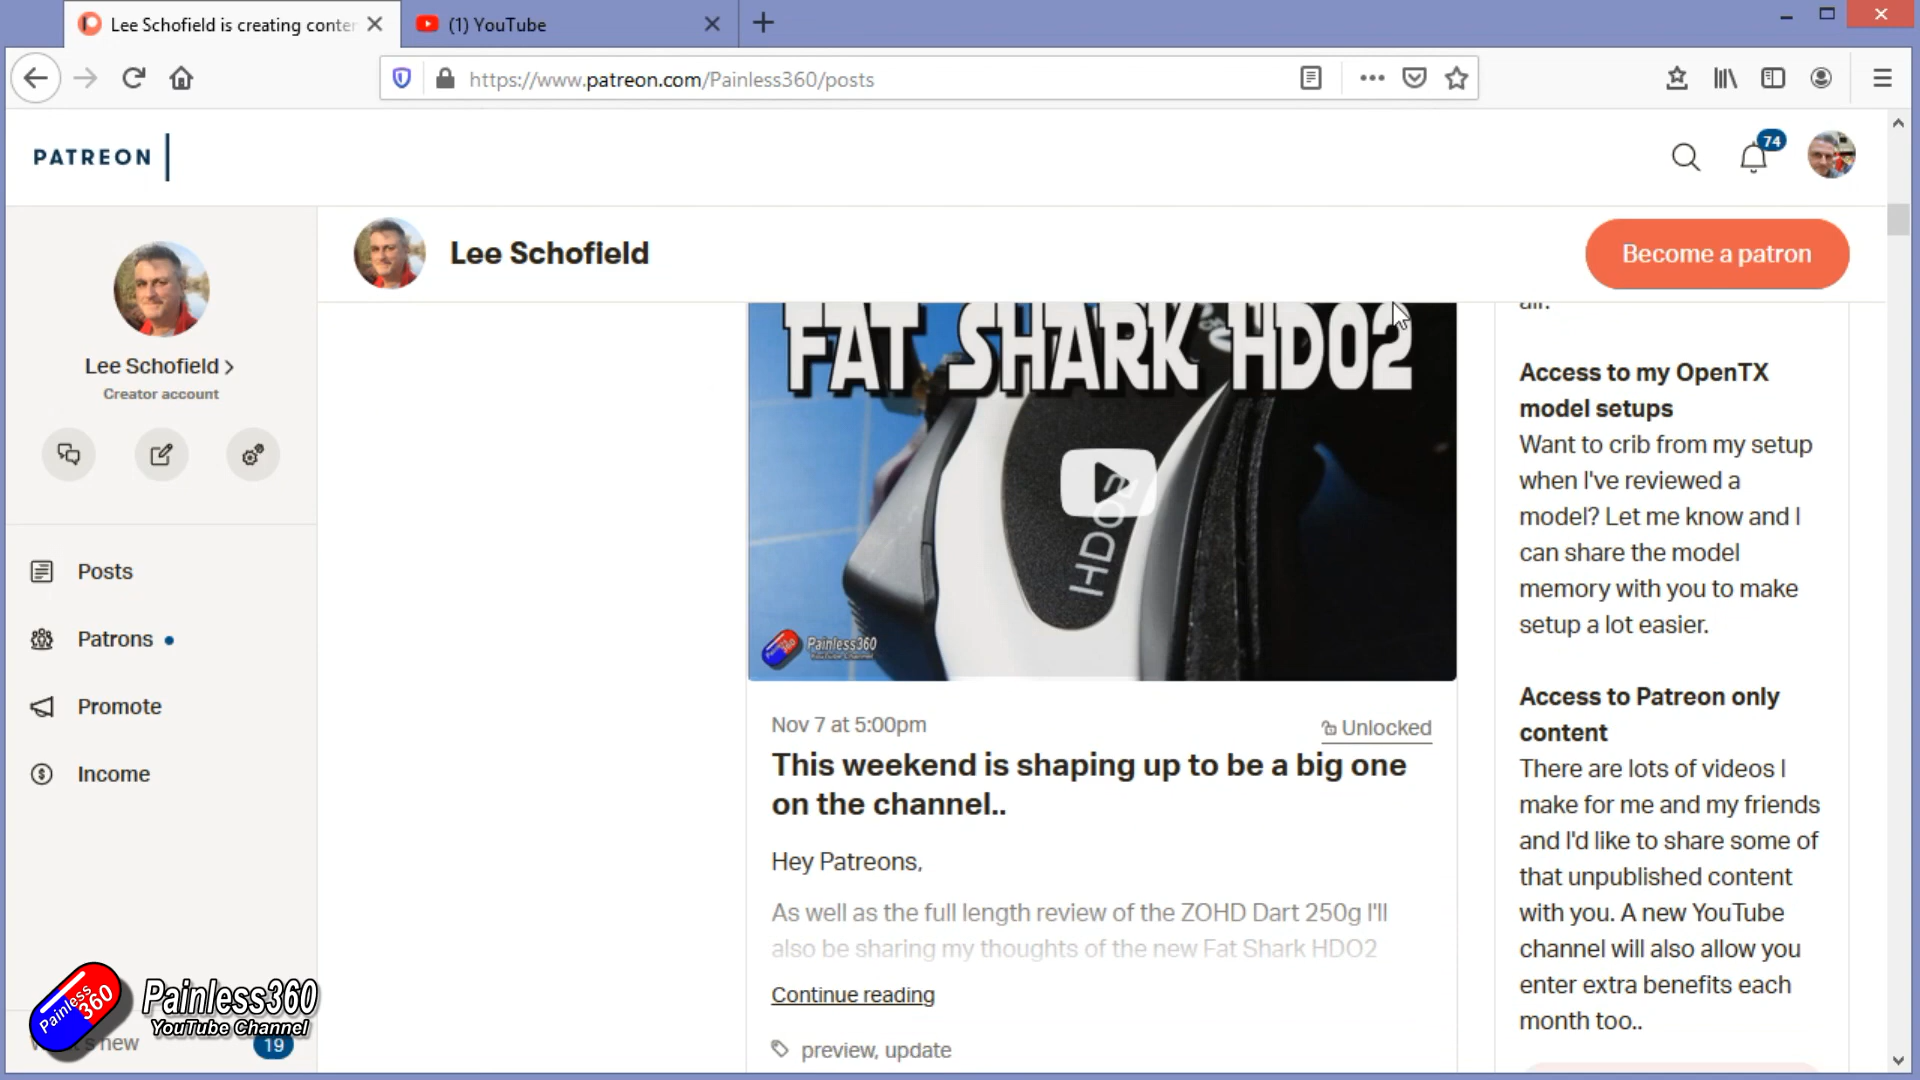 Lee Schofield is creating conte
(1) YouTube
https://www.patreon.com/Painless360/posts
PATREON
74
Lee Schofield
Become a patron
Lee Schofield
Creator account
Posts
Patrons
Promote
Income
19
FAT SHARK HDO2
HDO2
Painless360
YouTube Channel
Nov 7 at 5:00pm
Unlocked
This weekend is shaping up to be a big one
on the channel..
Hey Patreons,
As well as the full length review of the ZOHD Dart 250g I'll
also be sharing my thoughts of the new Fat Shark HDO2
Continue reading
preview, update
Access to my OpenTX
model setups
Want to crib from my setup
when I've reviewed a
model? Let me know and I
can share the model
memory with you to make
setup a lot easier.
Access to Patreon only
content
There are lots of videos I
make for me and my friends
and I'd like to share some of
that unpublished content
with you. A new YouTube
channel will also allow you
enter extra benefits each
month too..
Painless
360
Painless360
YouTube Channel